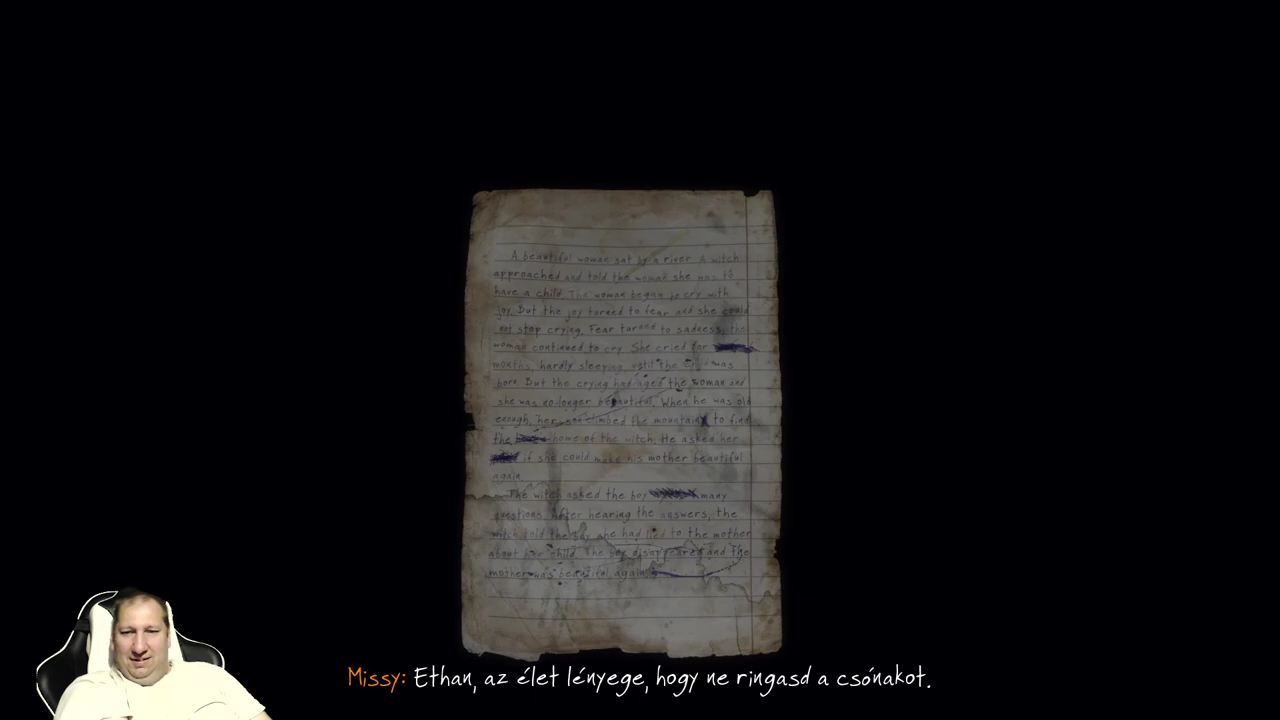 A beautiful woman sat by a river. A witch
approached and told the woman she was to
have a child. The woman began to cry with
joy. But the joy turned to fear and she could
not stop crying. Fear turned to sadness, the
woman continued to cry. She cried for
months, hardly sleeping, until the child was
born. But the crying had aged the woman and
she was no longer beautiful. When he was old
enough, her son climbed the mountain to find
the home of the witch. He asked her
if she could make his mother beautiful
again.
The witch asked the boy many
questions. After hearing the answers, the
witch told the boy she had lied to the mother
about her child. The boy disappeared and the
mother was beautiful again.
Missy: Ethan, az élet lényege, hogy ne ringasd a csónakot.